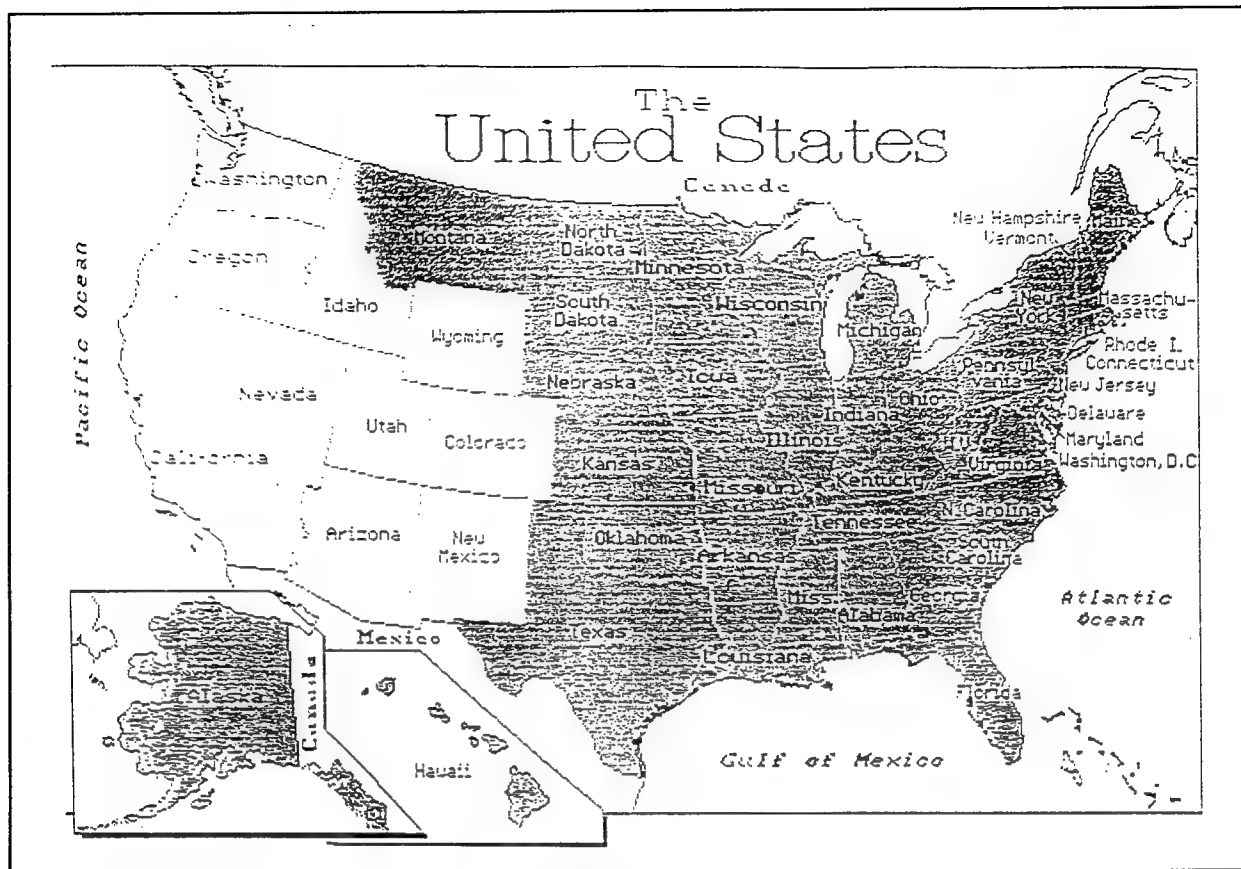 The
United States
Canada
Washington
Oregon
Idaho
Montana
North
Dakota
Minnesota
South
Dakota
Wisconsin
Michigan
Wyoming
Nebraska
Iowa
Nevada
Utah
Colorado
California
Kansas
Missouri
Illinois
Indiana
Ohio
Kentucky
Tennessee
Arizona
New
Mexico
Oklahoma
Arkansas
Texas
Louisiana
Miss.
Alabama
Georgia
Florida
South
Carolina
N. Carolina
Virginia
Pennsyl
vania
New
York
New Hampshire
Vermont
Maine
Massachu-
setts
Rhode I.
Connecticut
New Jersey
Delaware
Maryland
Washington, D.C
Pacific Ocean
Atlantic
Ocean
Gulf of Mexico
Mexico
Alaska
Canada
Hawaii